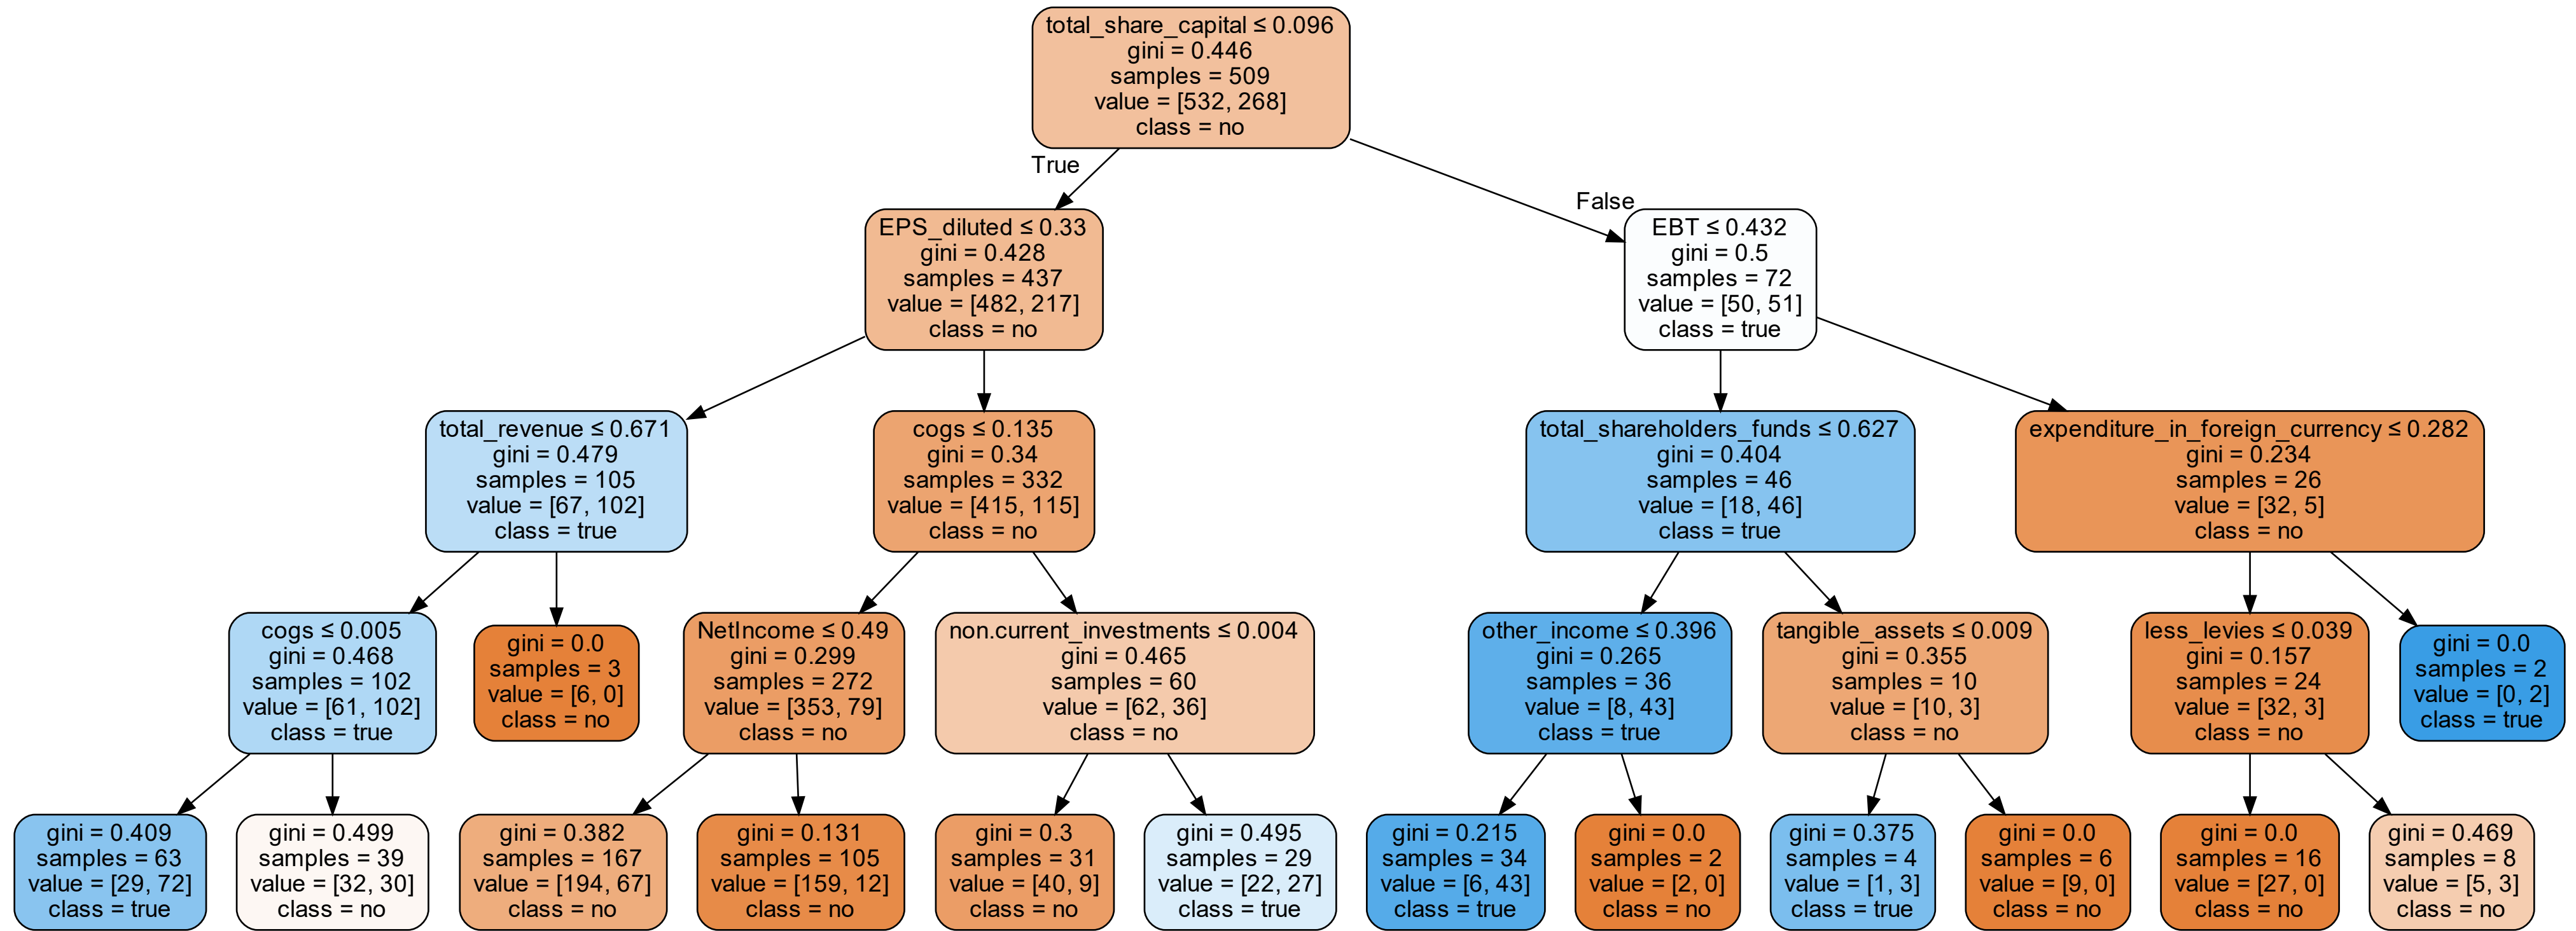 total_share_capital ≤ 0.096
gini = 0.446
samples = 509
value = [532, 268]
class = no
True
False
EPS_diluted ≤ 0.33
gini = 0.428
samples = 437
value = [482, 217]
class = no
EBT ≤ 0.432
gini = 0.5
samples = 72
value = [50, 51]
class = true
total_revenue ≤ 0.671
gini = 0.479
samples = 105
value = [67, 102]
class = true
cogs ≤ 0.135
gini = 0.34
samples = 332
value = [415, 115]
class = no
total_shareholders_funds ≤ 0.627
gini = 0.404
samples = 46
value = [18, 46]
class = true
expenditure_in_foreign_currency ≤ 0.282
gini = 0.234
samples = 26
value = [32, 5]
class = no
cogs ≤ 0.005
gini = 0.468
samples = 102
value = [61, 102]
class = true
gini = 0.0
samples = 3
value = [6, 0]
class = no
NetIncome ≤ 0.49
gini = 0.299
samples = 272
value = [353, 79]
class = no
non.current_investments ≤ 0.004
gini = 0.465
samples = 60
value = [62, 36]
class = no
other_income ≤ 0.396
gini = 0.265
samples = 36
value = [8, 43]
class = true
tangible_assets ≤ 0.009
gini = 0.355
samples = 10
value = [10, 3]
class = no
less_levies ≤ 0.039
gini = 0.157
samples = 24
value = [32, 3]
class = no
gini = 0.0
samples = 2
value = [0, 2]
class = true
gini = 0.409
samples = 63
value = [29, 72]
class = true
gini = 0.499
samples = 39
value = [32, 30]
class = no
gini = 0.382
samples = 167
value = [194, 67]
class = no
gini = 0.131
samples = 105
value = [159, 12]
class = no
gini = 0.3
samples = 31
value = [40, 9]
class = no
gini = 0.495
samples = 29
value = [22, 27]
class = true
gini = 0.215
samples = 34
value = [6, 43]
class = true
gini = 0.0
samples = 2
value = [2, 0]
class = no
gini = 0.375
samples = 4
value = [1, 3]
class = true
gini = 0.0
samples = 6
value = [9, 0]
class = no
gini = 0.0
samples = 16
value = [27, 0]
class = no
gini = 0.469
samples = 8
value = [5, 3]
class = no